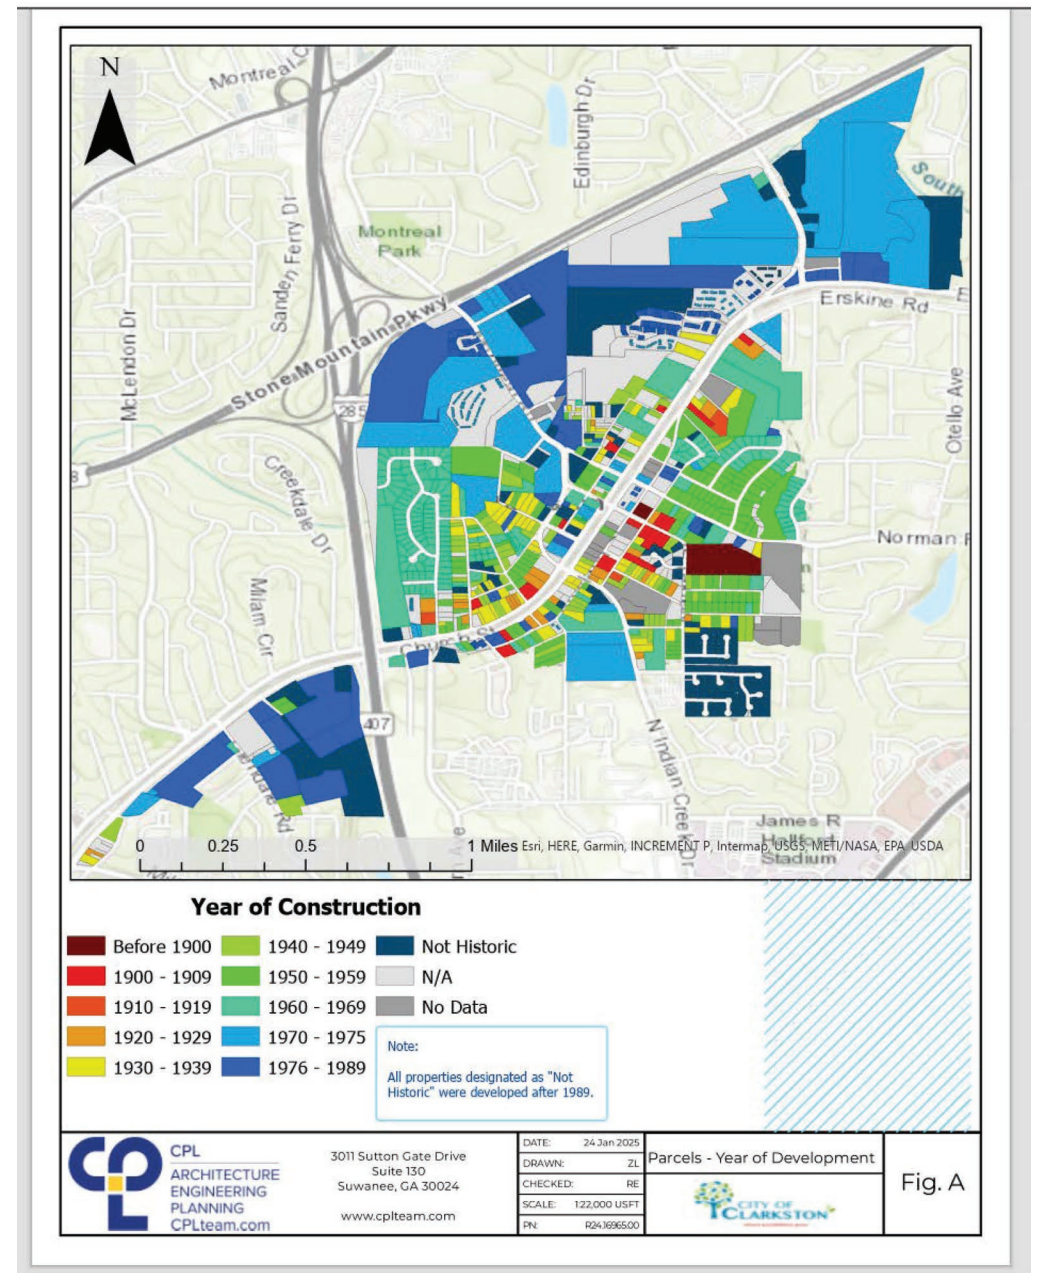 N
Montreal C
Edinburgh Dr
Sanden Ferry Dr
Montreal
Park
South
McLendon Dr
Stone Mountain Pkwy
Erskine Rd
E
285
8
Otello Ave
Creekdale Dr
Norman
n
Milam Cir
Church St
407
N Indian Creek Dr
ndale Rd
Ave
James R
Hallford
Stadium
0 0.25 0.5 1 Miles
Esri, HERE, Garmin, INCREMENT P, Intermap, USGS, METI/NASA, EPA, USDA
Year of Construction
Before 1900
1900 - 1909
1910 - 1919
1920 - 1929
1930 - 1939
1940 - 1949
1950 - 1959
1960 - 1969
1970 - 1975
1976 - 1989
Not Historic
N/A
No Data
Note:
All properties designated as "Not
Historic" were developed after 1989.
CPL
ARCHITECTURE
ENGINEERING
PLANNING
CPLteam.com
3011 Sutton Gate Drive
Suite 130
Suwanee, GA 30024
www.cplteam.com
DATE: 24 Jan 2025
DRAWN: ZL
CHECKED: RE
SCALE: 1:22,000 USFT
PN: R24.16965.00
Parcels - Year of Development
CITY OF
CLARKSTON
Fig. A